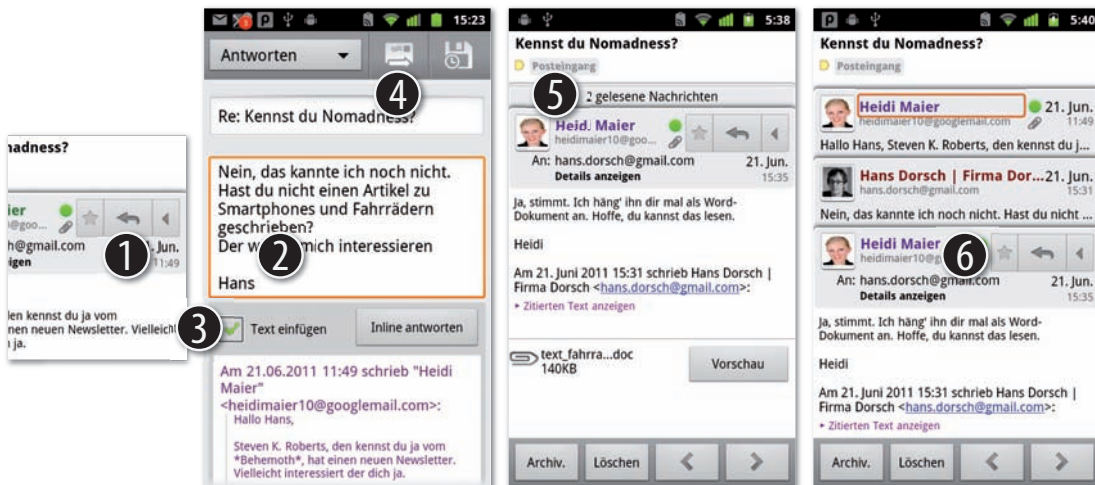 nadness?
ier
@goo...
h@gmail.com
. Jun.
igen
11:49
len kennst du ja vom
nen neuen Newsletter. Vielleicht
ja.
1
15:23
Antworten
4
Re: Kennst du Nomadness?
Nein, das kannte ich noch nicht.
Hast du nicht einen Artikel zu
Smartphones und Fahrrädern
geschrieben?
Der w mich interessieren
2
Hans
3
Text einfügen
Inline antworten
Am 21.06.2011 11:49 schrieb "Heidi
Maier"
<heidimaier10@googlemail.com>:
Hallo Hans,
Steven K. Roberts, den kennst du ja vom
*Behemoth*, hat einen neuen Newsletter.
Vielleicht interessiert der dich ja.
5:38
Kennst du Nomadness?
Posteingang
5
2 gelesene Nachrichten
Heidi Maier
heidimaier10@goo...
An: hans.dorsch@gmail.com 21. Jun.
Details anzeigen 15:35
Ja, stimmt. Ich häng' ihn dir mal als Word-
Dokument an. Hoffe, du kannst das lesen.
Heidi
Am 21. Juni 2011 15:31 schrieb Hans Dorsch |
Firma Dorsch <hans.dorsch@gmail.com>:
Zitierten Text anzeigen
text_fahrra...doc
140KB
Vorschau
Archiv. Löschen
5:40
Kennst du Nomadness?
Posteingang
Heidi Maier 21. Jun.
heidimaier10@googlemail.com 11:49
Hallo Hans, Steven K. Roberts, den kennst du j...
Hans Dorsch | Firma Dor...21. Jun.
hans.dorsch@gmail.com 15:31
Nein, das kannte ich noch nicht. Hast du nicht ...
Heidi Maier
heidimaier10@g
6
An: hans.dorsch@gmail.com 21. Jun.
Details anzeigen 15:35
Ja, stimmt. Ich häng' ihn dir mal als Word-
Dokument an. Hoffe, du kannst das lesen.
Heidi
Am 21. Juni 2011 15:31 schrieb Hans Dorsch |
Firma Dorsch <hans.dorsch@gmail.com>:
Zitierten Text anzeigen
Archiv. Löschen